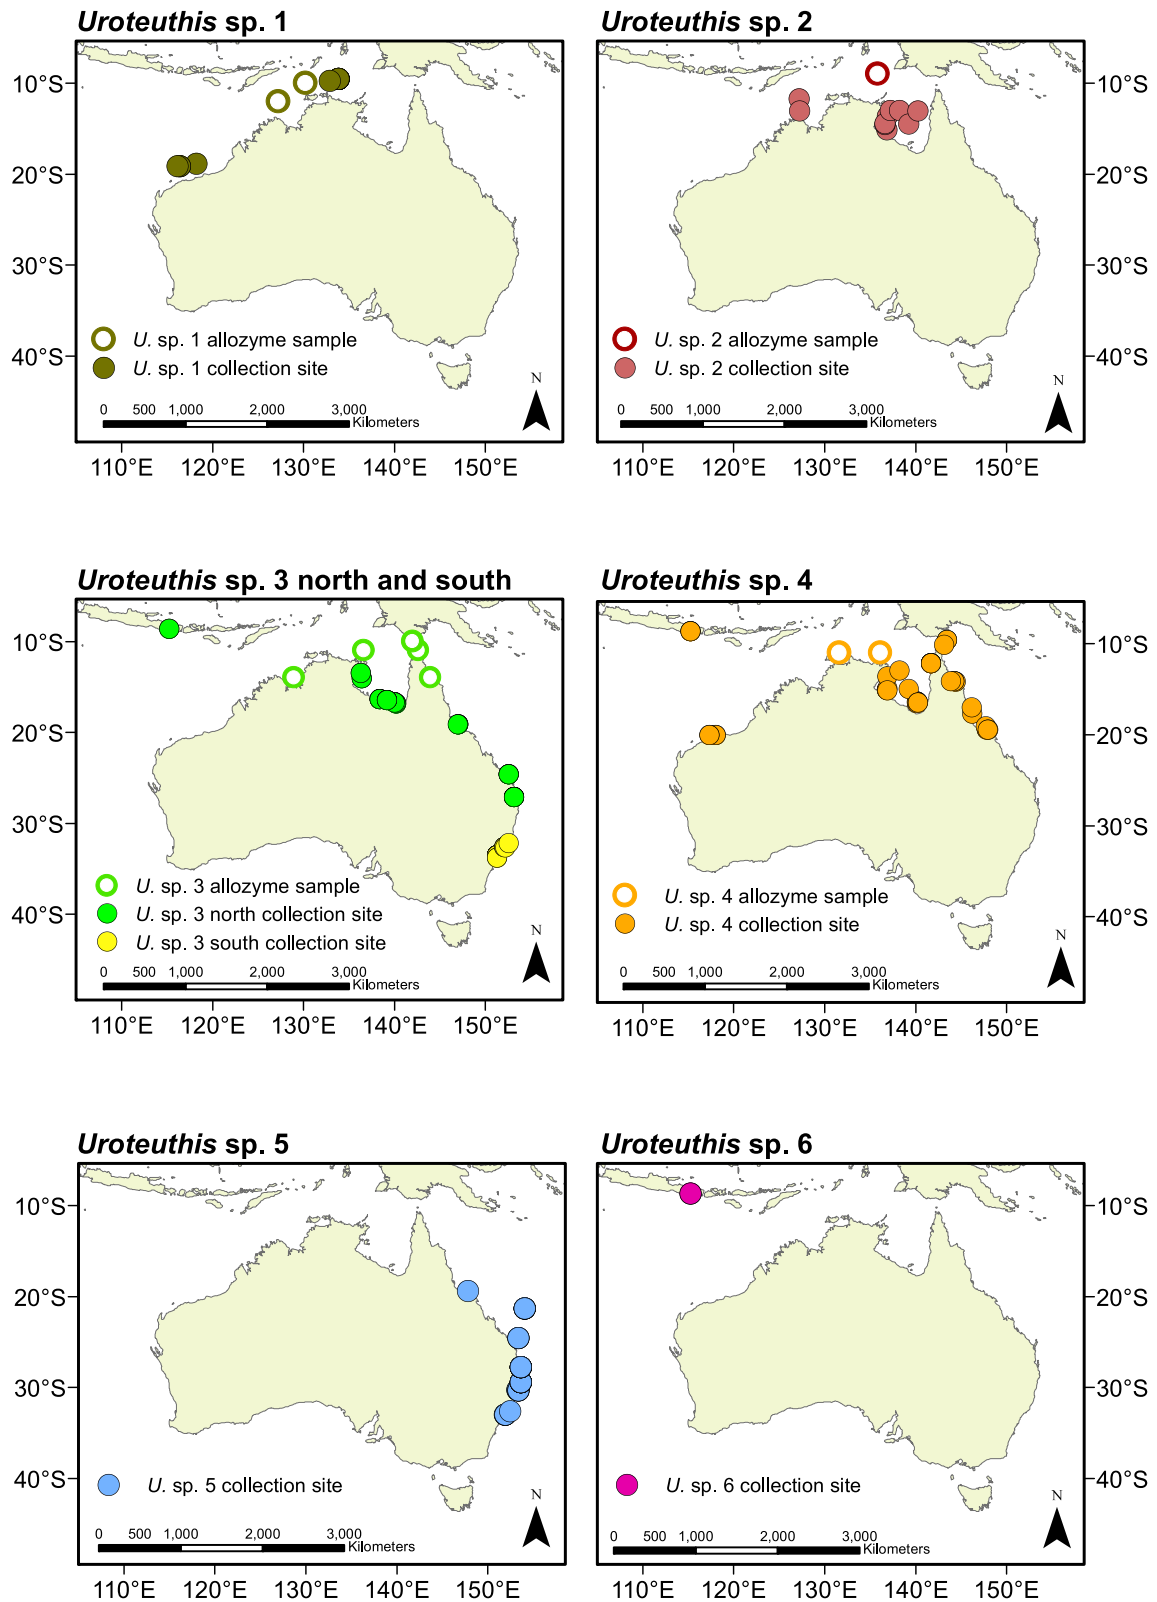 Uroteuthis sp. 1
Uroteuthis sp. 2
10°S
20°S
30°S
40°S
U. sp. 1 allozyme sample
U. sp. 1 collection site
N
0 500 1,000 2,000 3,000
Kilometers
110°E 120°E 130°E 140°E 150°E
U. sp. 2 allozyme sample
U. sp. 2 collection site
N
0 500 1,000 2,000 3,000
Kilometers
10°S
20°S
30°S
40°S
110°E 120°E 130°E 140°E 150°E
Uroteuthis sp. 3 north and south
Uroteuthis sp. 4
10°S
20°S
30°S
40°S
U. sp. 3 allozyme sample
U. sp. 3 north collection site
U. sp. 3 south collection site
N
0 500 1,000 2,000 3,000
Kilometers
110°E 120°E 130°E 140°E 150°E
U. sp. 4 allozyme sample
U. sp. 4 collection site
N
0 500 1,000 2,000 3,000
Kilometers
10°S
20°S
30°S
40°S
110°E 120°E 130°E 140°E 150°E
Uroteuthis sp. 5
Uroteuthis sp. 6
10°S
20°S
30°S
40°S
U. sp. 5 collection site
N
0 500 1,000 2,000 3,000
Kilometers
110°E 120°E 130°E 140°E 150°E
U. sp. 6 collection site
N
0 500 1,000 2,000 3,000
Kilometers
10°S
20°S
30°S
40°S
110°E 120°E 130°E 140°E 150°E